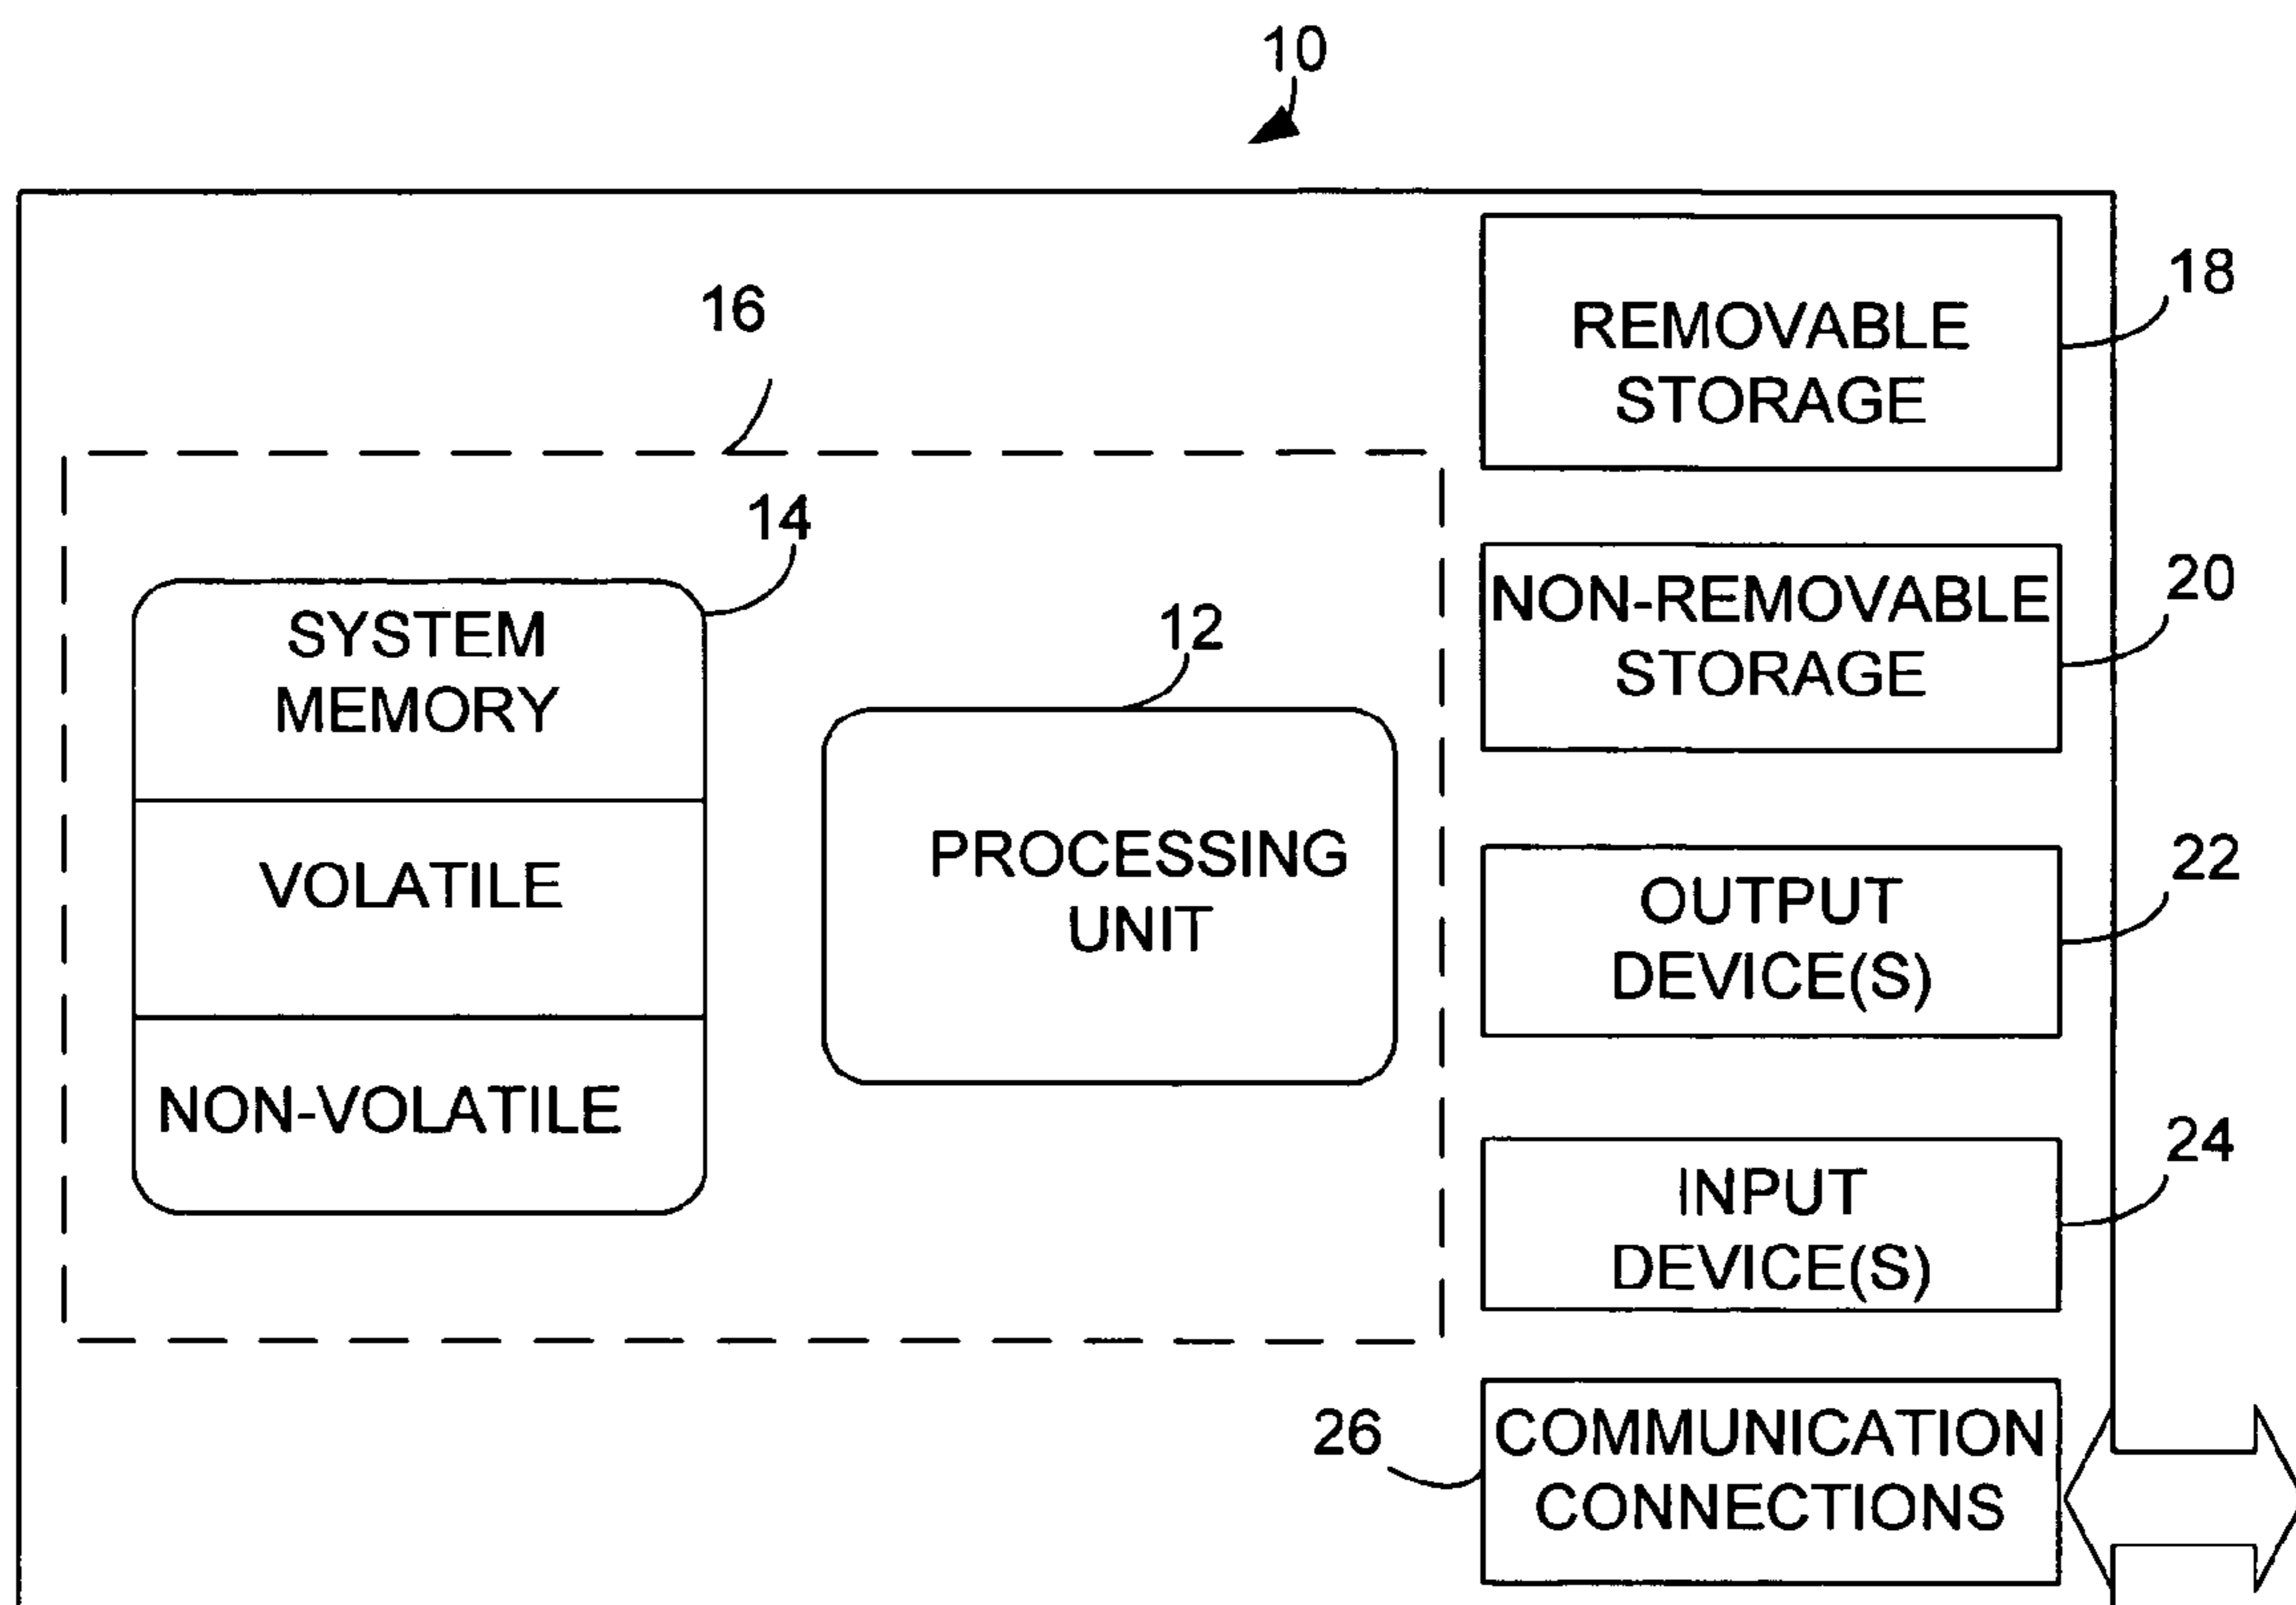 10
16
14
SYSTEM
MEMORY
VOLATILE
NON-VOLATILE
12
PROCESSING
UNIT
REMOVABLE
STORAGE
18
NON-REMOVABLE
STORAGE
20
OUTPUT
DEVICE(S)
22
INPUT
DEVICE(S)
24
26
COMMUNICATION
CONNECTIONS